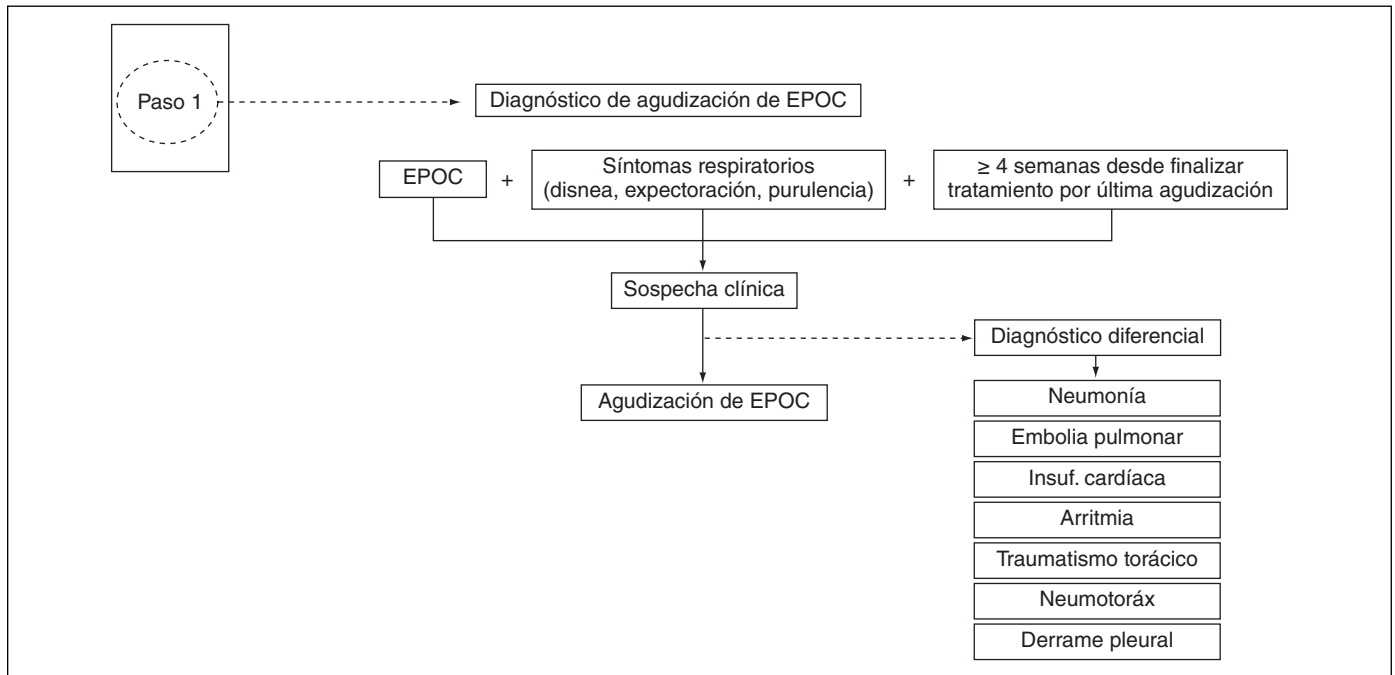 Paso 1
Diagnóstico de agudización de EPOC
EPOC
+
Síntomas respiratorios
(disnea, expectoración, purulencia)
+
≥ 4 semanas desde finalizar
tratamiento por última agudización
Sospecha clínica
Diagnóstico diferencial
Agudización de EPOC
Neumonía
Embolia pulmonar
Insuf. cardíaca
Arritmia
Traumatismo torácico
Neumotoráx
Derrame pleural